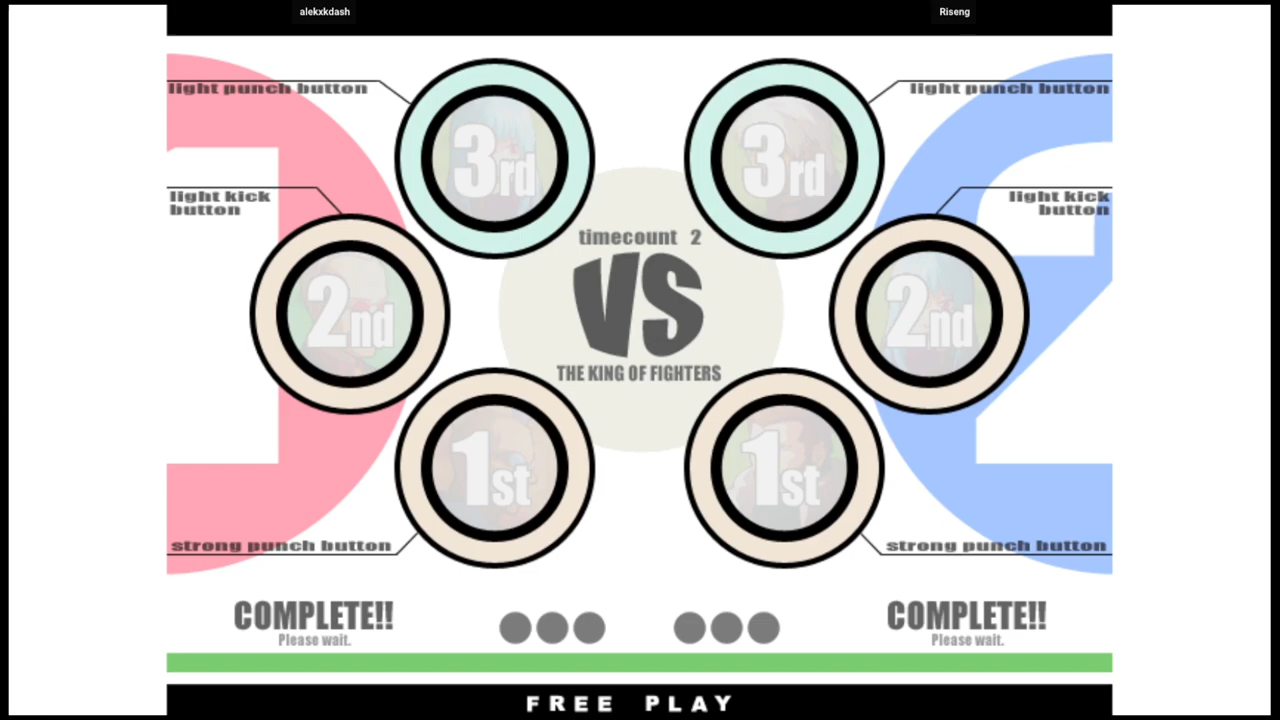 alekxkdash
Riseng
light punch button
light punch button
3rd
3rd
light kick
button
light kick
button
timecount 2
VS
THE KING OF FIGHTERS
2nd
2nd
1st
1st
strong punch button
strong punch button
COMPLETE!!
Please wait.
COMPLETE!!
Please wait.
FREE PLAY
1
2